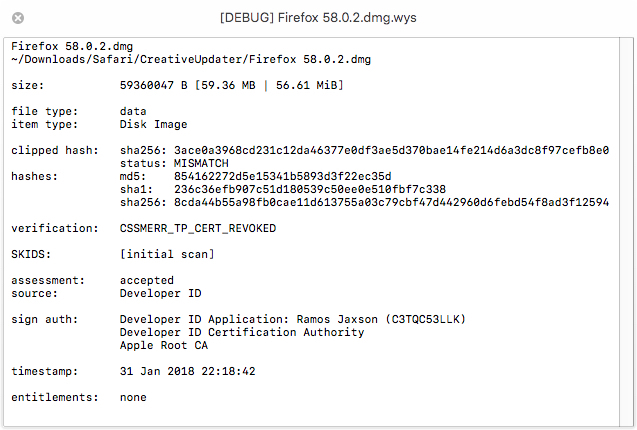 [DEBUG] Firefox 58.0.2.dmg.wys
Firefox 58.0.2.dmg
~/Downloads/Safari/CreativeUpdater/Firefox 58.0.2.dmg
size: 59360047 B [59.36 MB | 56.61 MiB]
file type: data
item type: Disk Image
clipped hash: sha256: 3ace0a3968cd231c12da46377e0df3ae5d370bae14fe214d6a3dc8f97cefb8e0
status: MISMATCH
hashes: md5: 854162272d5e15341b5893d3f22ec35d
sha1: 236c36efb907c51d180539c50ee0e510fbf7c338
sha256: 8cda44b55a98fb0cae11d613755a03c79cbf47d442960d6febd54f8ad3f12594
verification: CSSMERR_TP_CERT_REVOKED
SKIDS: [initial scan]
assessment: accepted
source: Developer ID
sign auth: Developer ID Application: Ramos Jaxson (C3TQC53LLK)
Developer ID Certification Authority
Apple Root CA
timestamp: 31 Jan 2018 22:18:42
entitlements: none